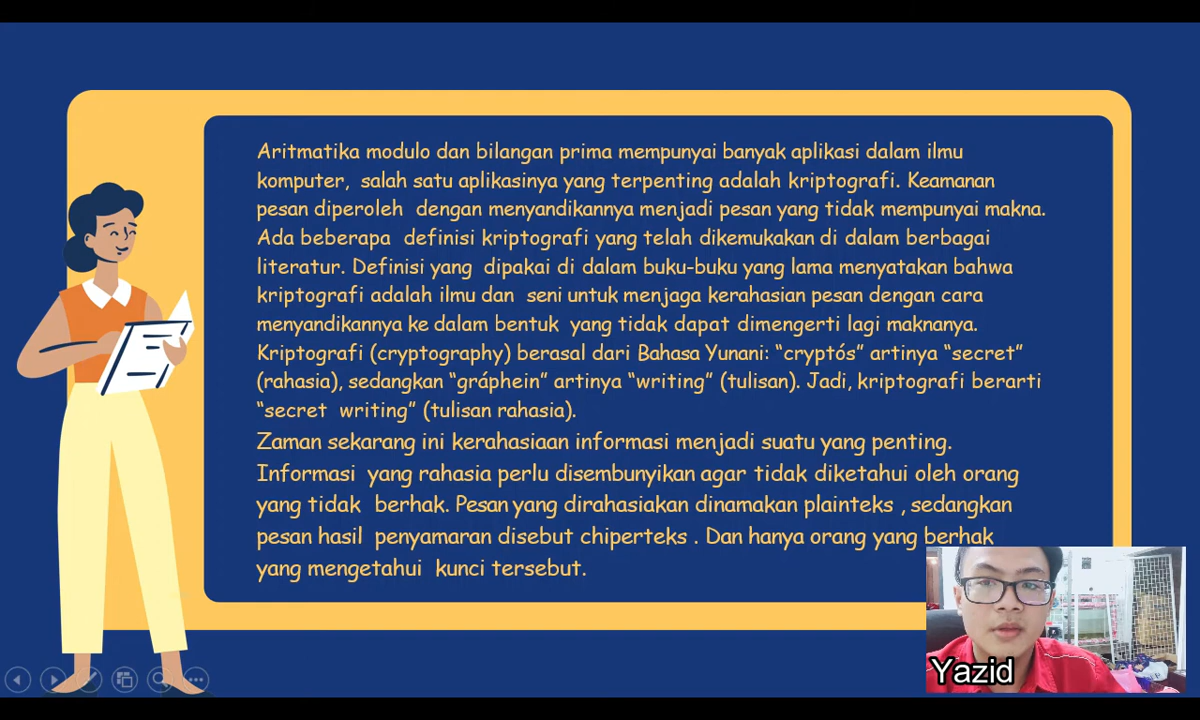 Aritmatika modulo dan bilangan prima mempunyai banyak aplikasi dalam ilmu
komputer, salah satu aplikasinya yang terpenting adalah kriptografi. Keamanan
pesan diperoleh dengan menyandikannya menjadi pesan yang tidak mempunyai makna.
Ada beberapa definisi kriptografi yang telah dikemukakan di dalam berbagai
literatur. Definisi yang dipakai di dalam buku-buku yang lama menyatakan bahwa
kriptografi adalah ilmu dan seni untuk menjaga kerahasian pesan dengan cara
menyandikannya ke dalam bentuk yang tidak dapat dimengerti lagi maknanya.
Kriptografi (cryptography) berasal dari Bahasa Yunani: “cryptós” artinya “secret”
(rahasia), sedangkan “gráphein” artinya “writing” (tulisan). Jadi, kriptografi berarti
“secret writing” (tulisan rahasia).
Zaman sekarang ini kerahasiaan informasi menjadi suatu yang penting.
Informasi yang rahasia perlu disembunyikan agar tidak diketahui oleh orang
yang tidak berhak. Pesan yang dirahasiakan dinamakan plainteks , sedangkan
pesan hasil penyamaran disebut chiperteks . Dan hanya orang yang berhak
yang mengetahui kunci tersebut.
Yazid